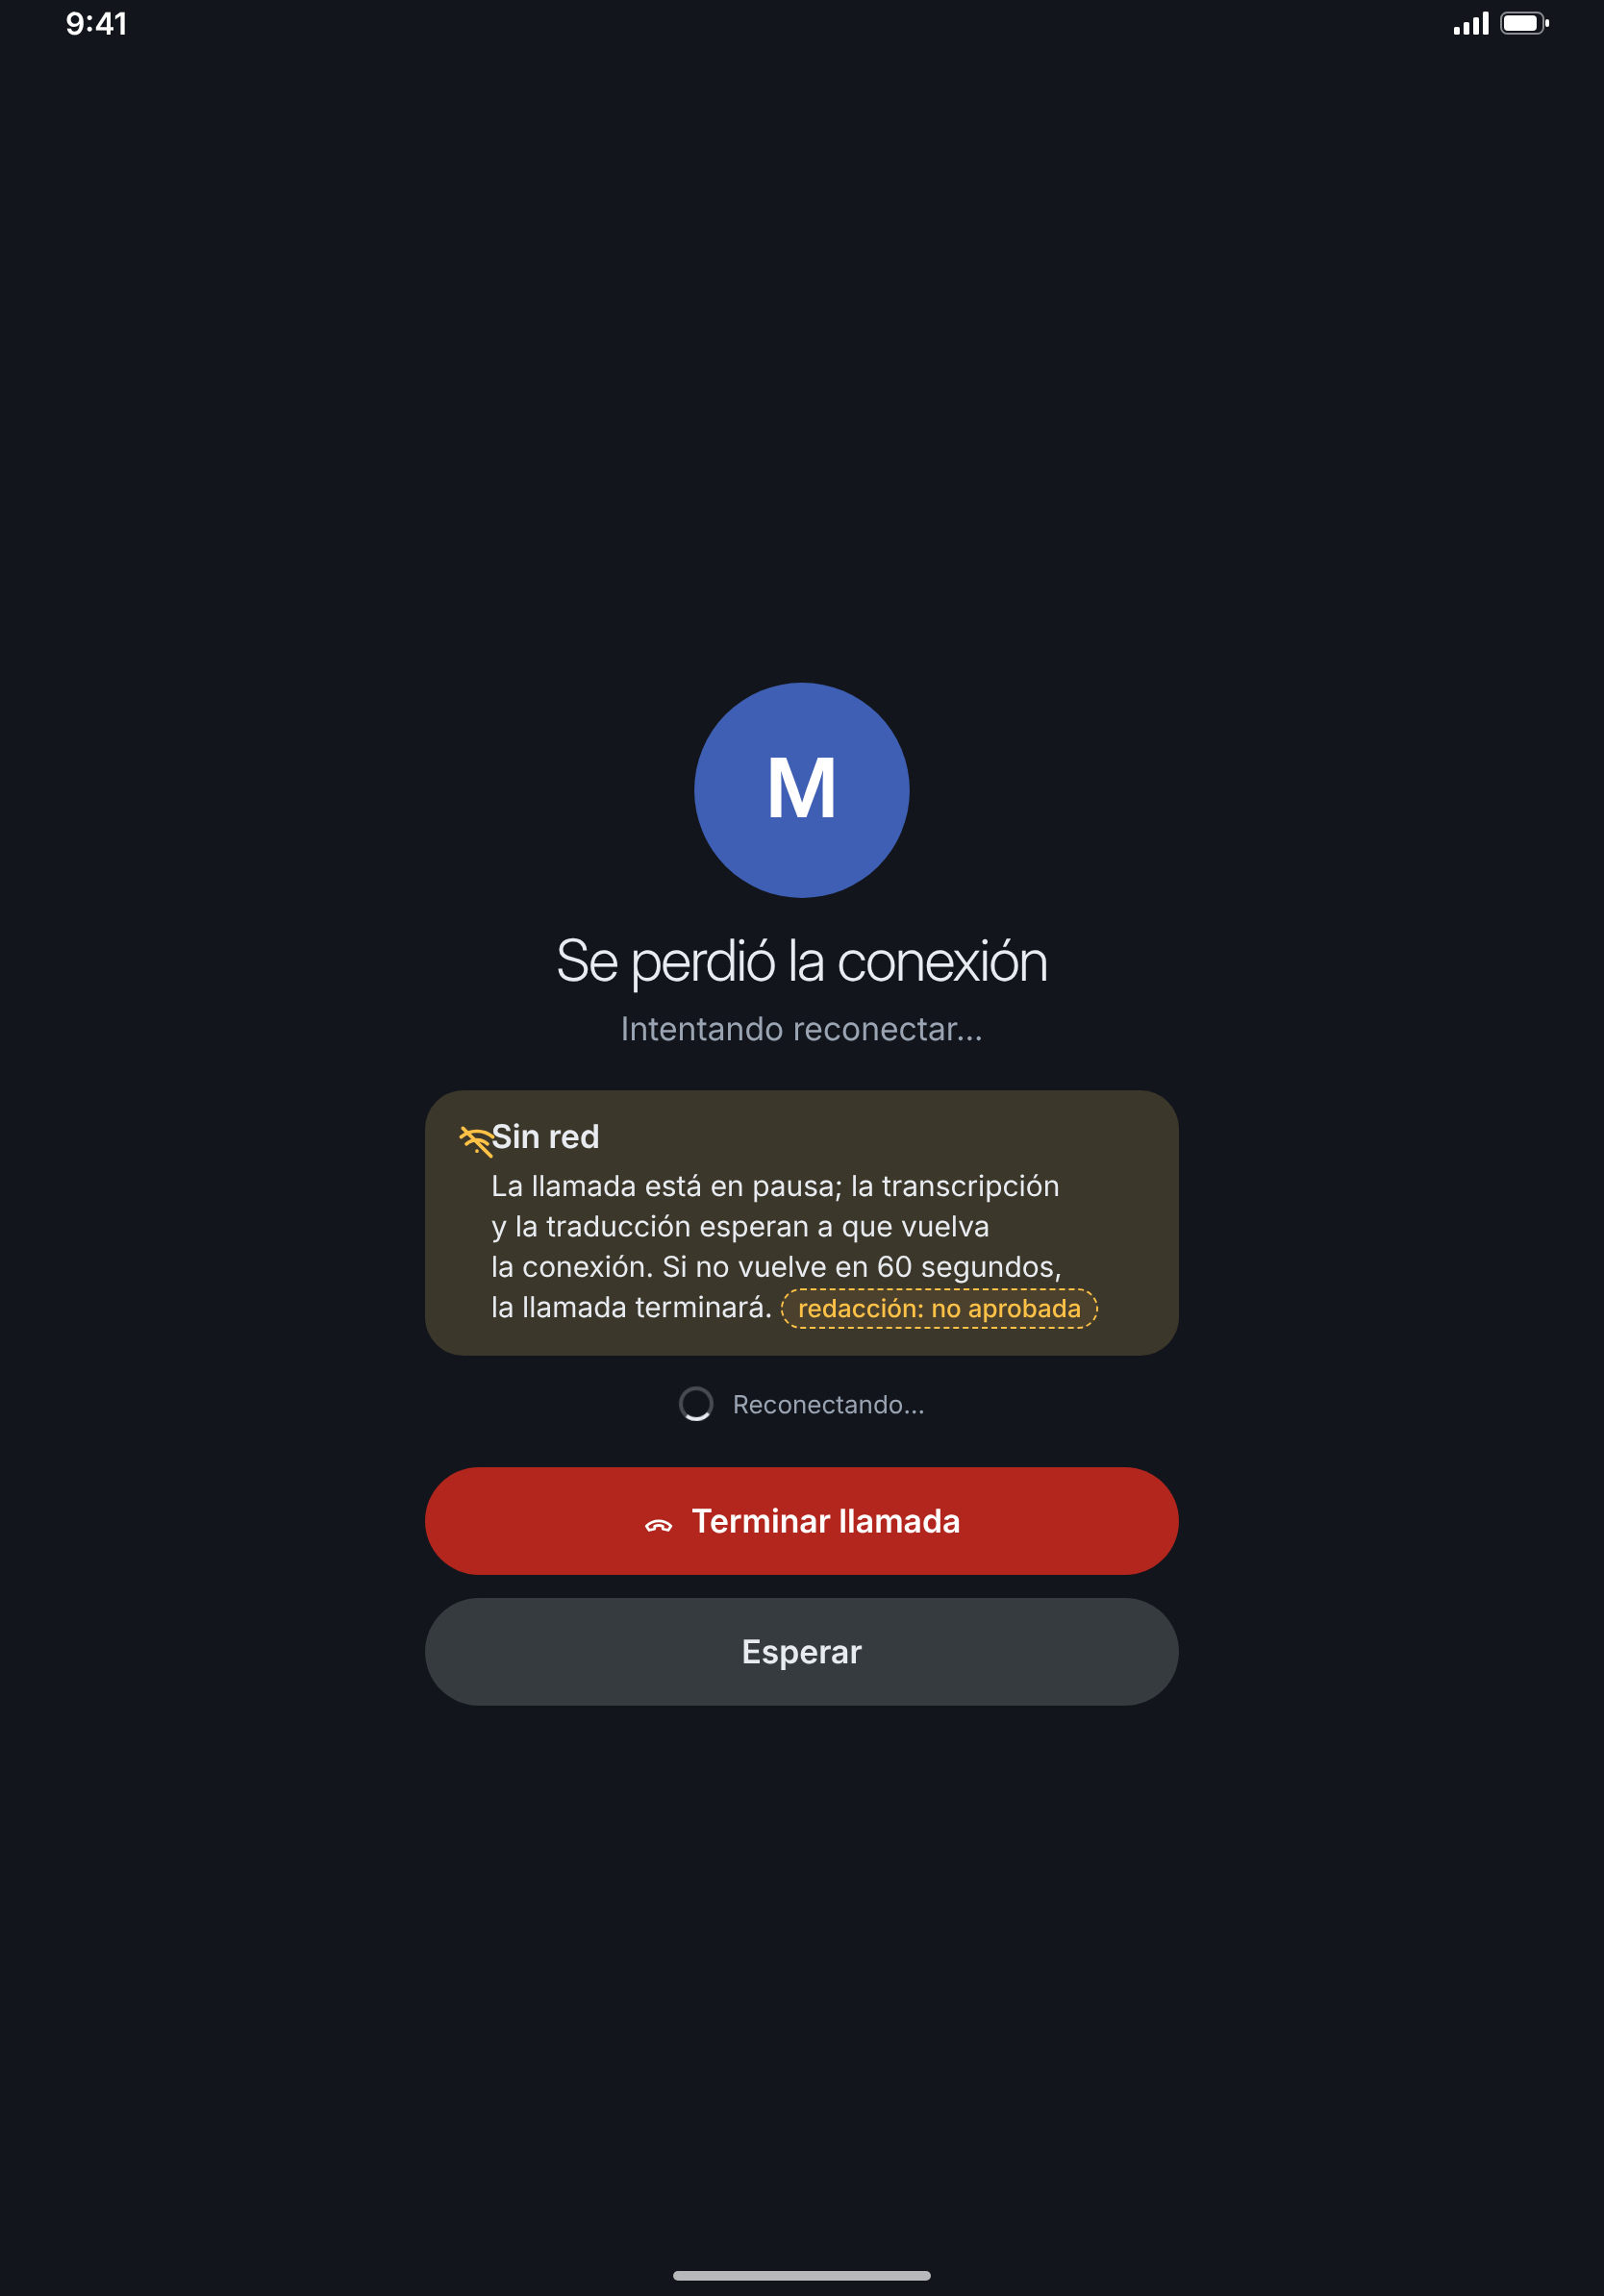 9:41
M
Se perdió la conexión
Intentando reconectar...
Sin red
La llamada está en pausa; la transcripción
y la traducción esperan a que vuelva
la conexión. Si no vuelve en 60 segundos,
la llamada terminará. redacción: no aprobada
Reconectando...
Terminar llamada
Esperar